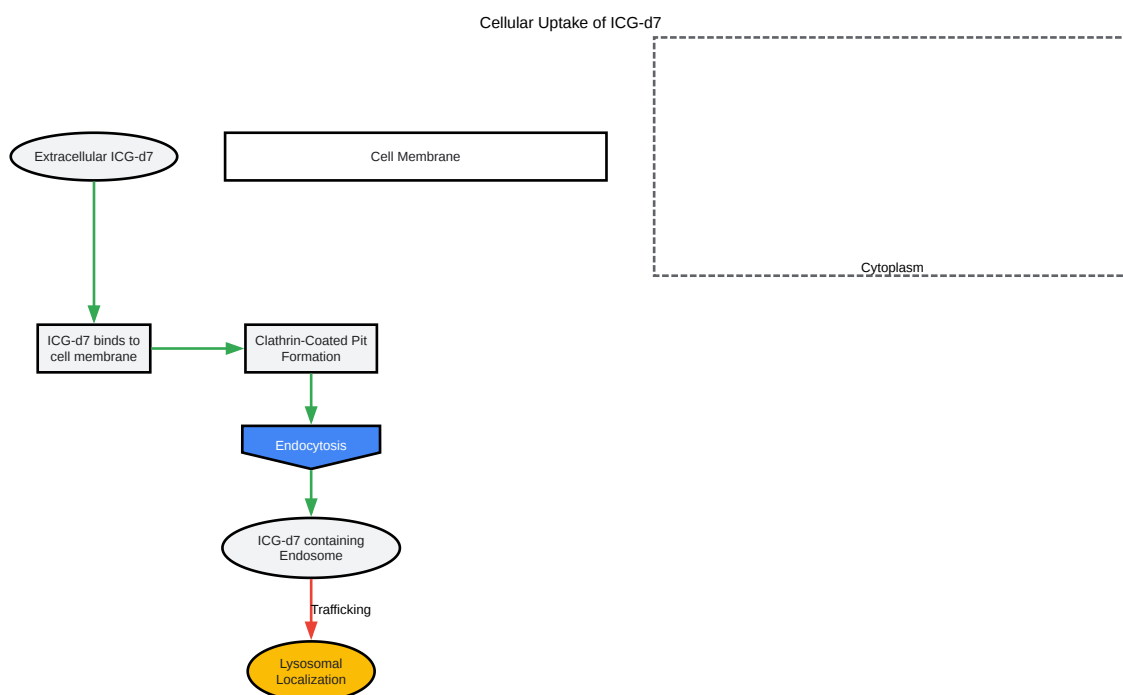 Cellular Uptake of ICG-d7
Extracellular ICG-d7
Cell Membrane
Cytoplasm
ICG-d7 binds to
cell membrane
Clathrin-Coated Pit
Formation
Endocytosis
ICG-d7 containing
Endosome
Trafficking
Lysosomal
Localization